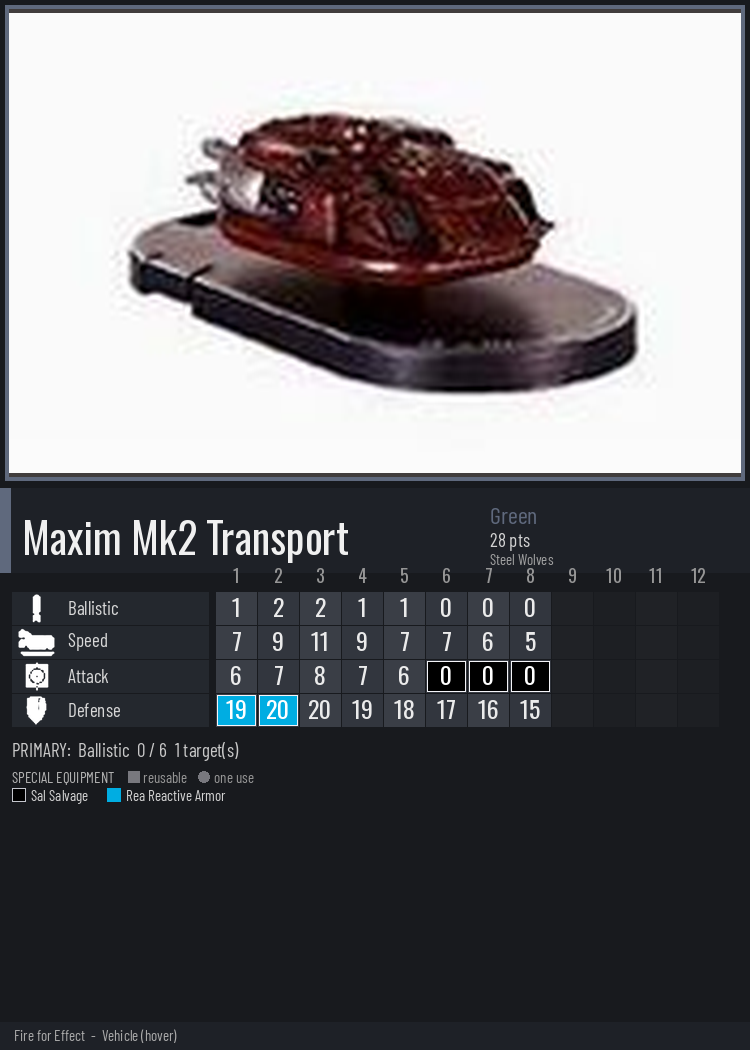 Maxim Mk2 Transport
Green
28 pts
Steel Wolves
1 2 3 4 5 6 7 8 9 10 11 12
Ballistic 1 2 2 1 1 0 0 0
Speed 7 9 11 9 7 7 6 5
Attack 6 7 8 7 6 0 0 0
Defense 19 20 20 19 18 17 16 15
PRIMARY: Ballistic 0 / 6 1 target(s)
SPECIAL EQUIPMENT reusable one use
Sal Salvage Rea Reactive Armor
Fire for Effect - Vehicle (hover)